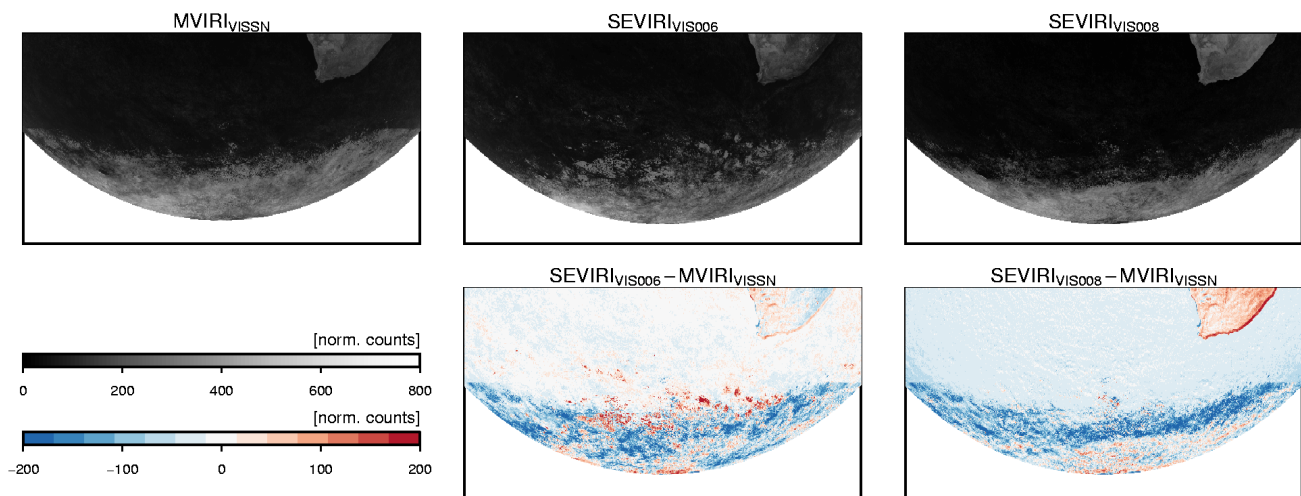 MVIRI_VISSN
SEVIRI_VIS006
SEVIRI_VIS008
SEVIRI_VIS006−MVIRI_VISSN
SEVIRI_VIS008−MVIRI_VISSN
[norm. counts]
0 200 400 600 800
[norm. counts]
−200 −100 0 100 200